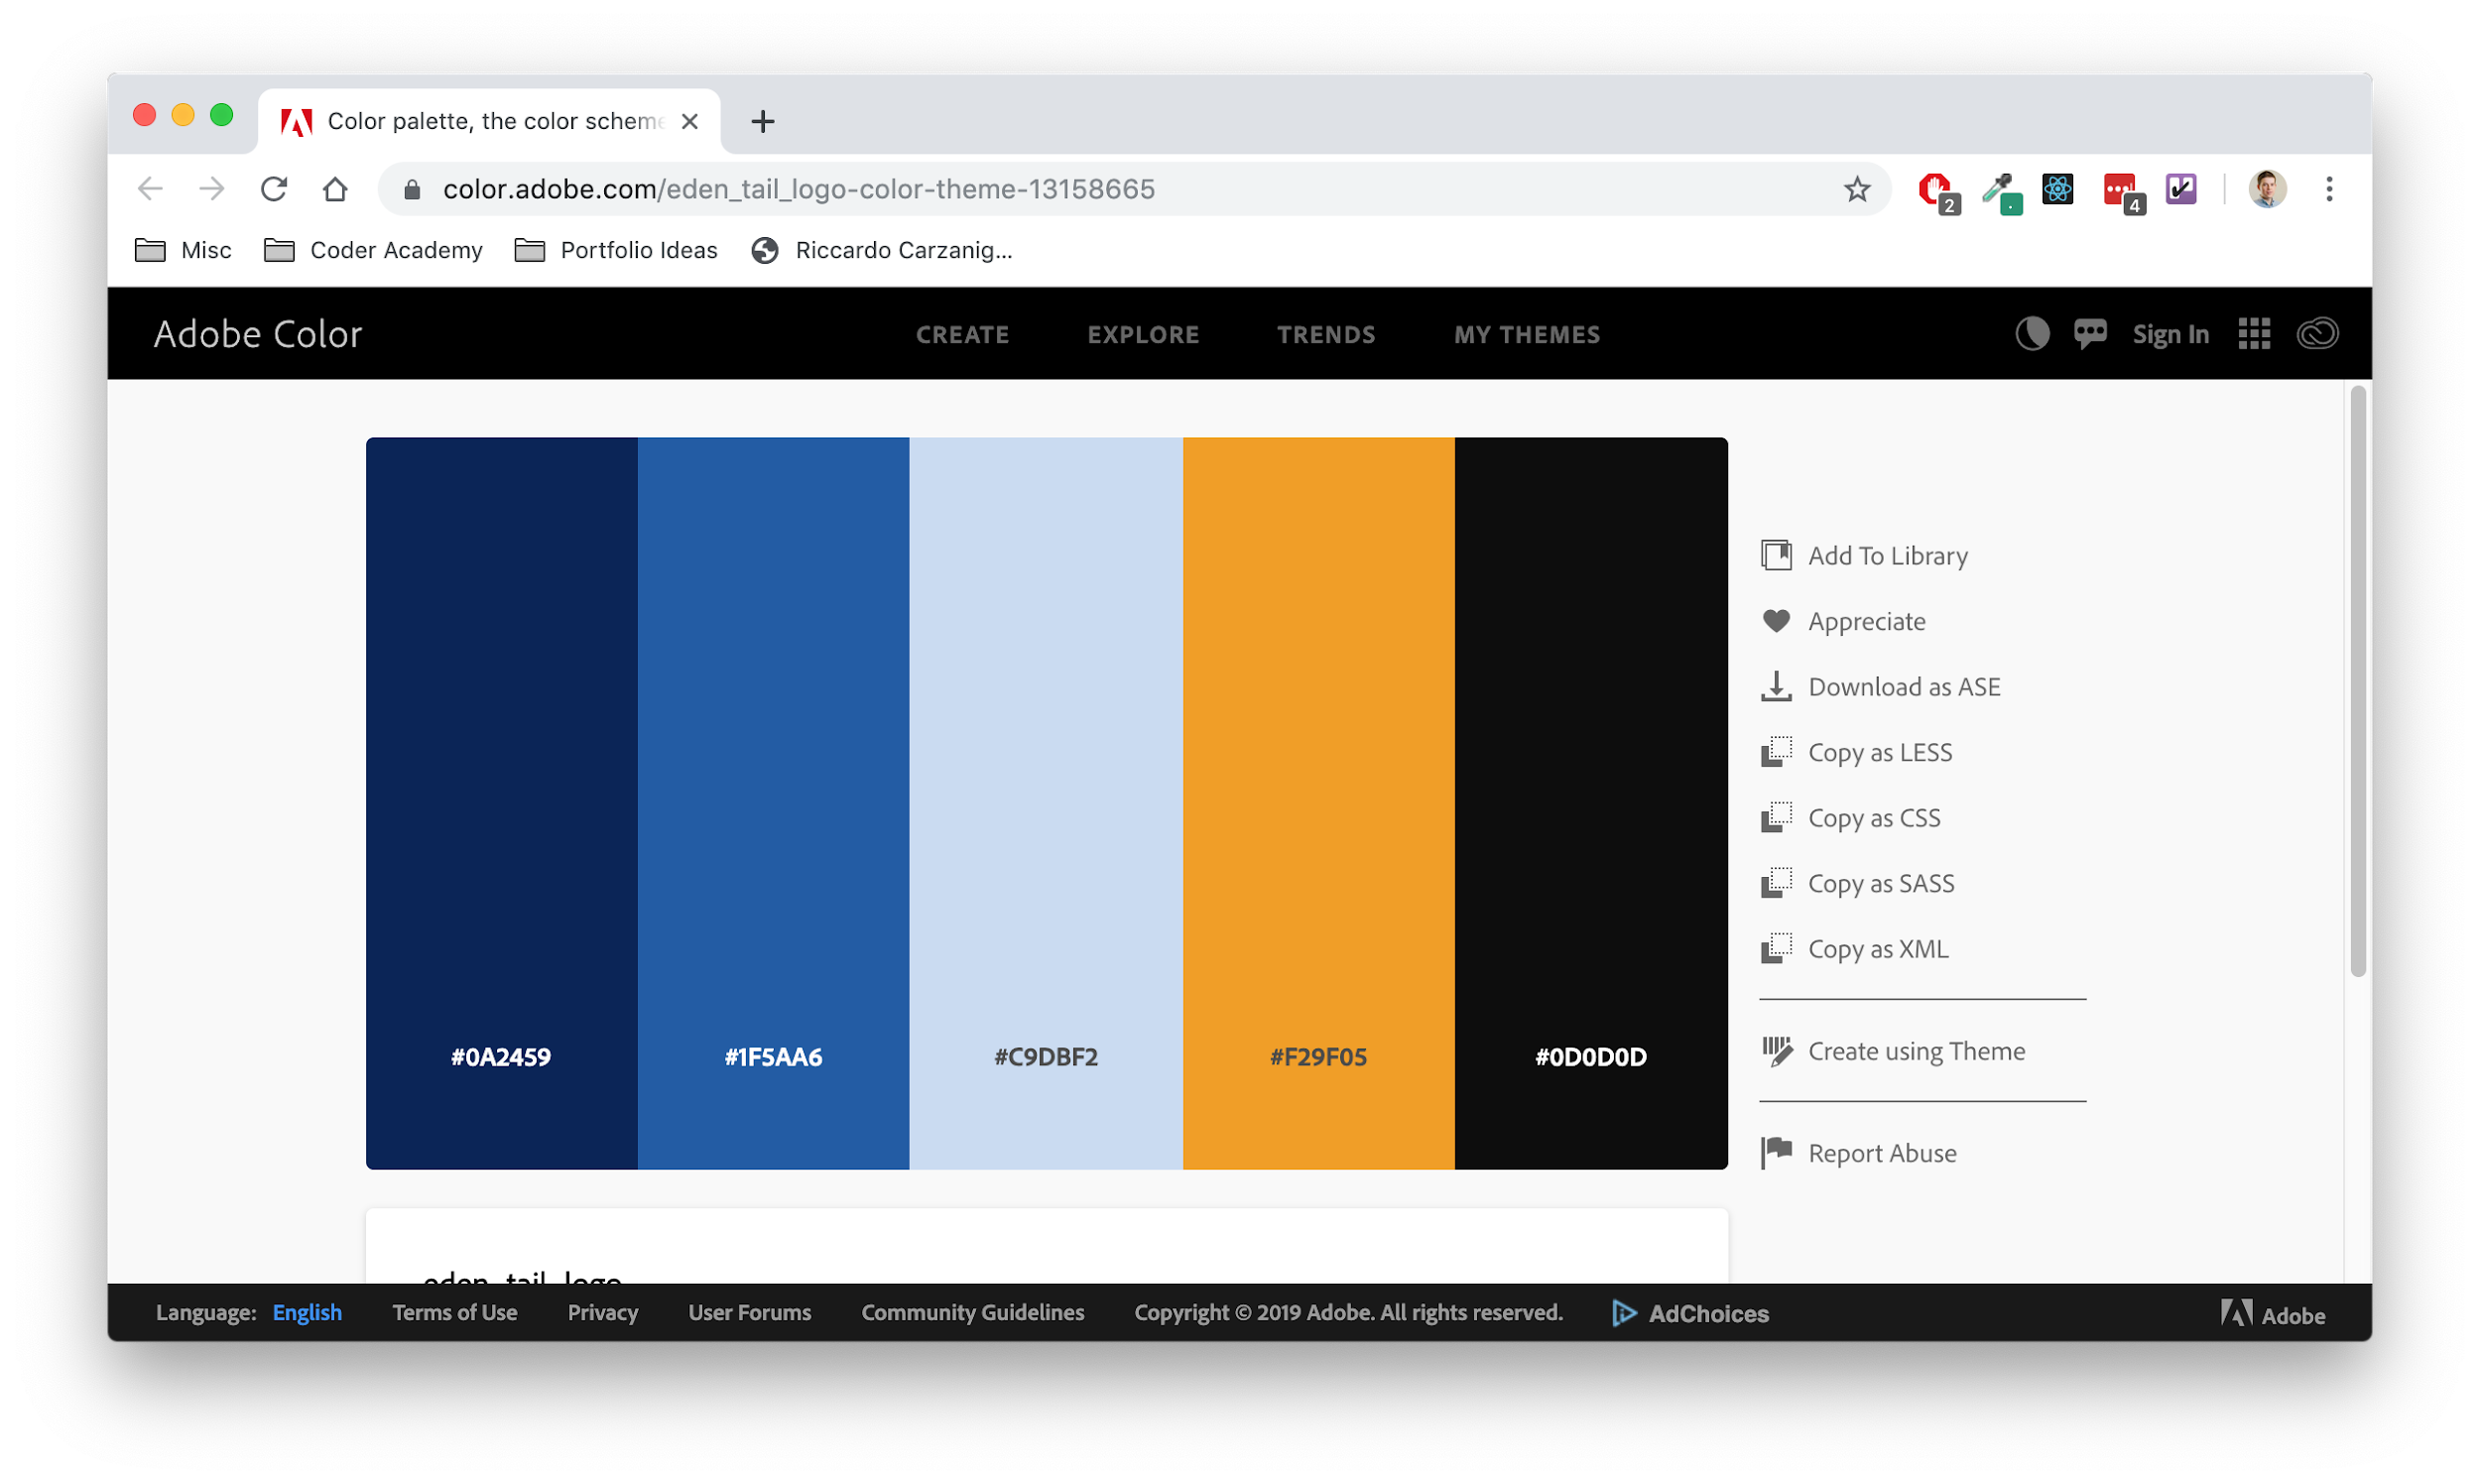 Color palette, the color scheme
color.adobe.com/eden_tail_logo-color-theme-13158665
2
4
Misc
Coder Academy
Portfolio Ideas
Riccardo Carzanig...
Adobe Color
CREATE
EXPLORE
TRENDS
MY THEMES
Sign In
#0A2459
#1F5AA6
#C9DBF2
#F29F05
#0D0D0D
Add To Library
Appreciate
Download as ASE
Copy as LESS
Copy as CSS
Copy as SASS
Copy as XML
Create using Theme
Report Abuse
eden_tail_logo
Language: English
Terms of Use
Privacy
User Forums
Community Guidelines
Copyright © 2019 Adobe. All rights reserved.
AdChoices
Adobe